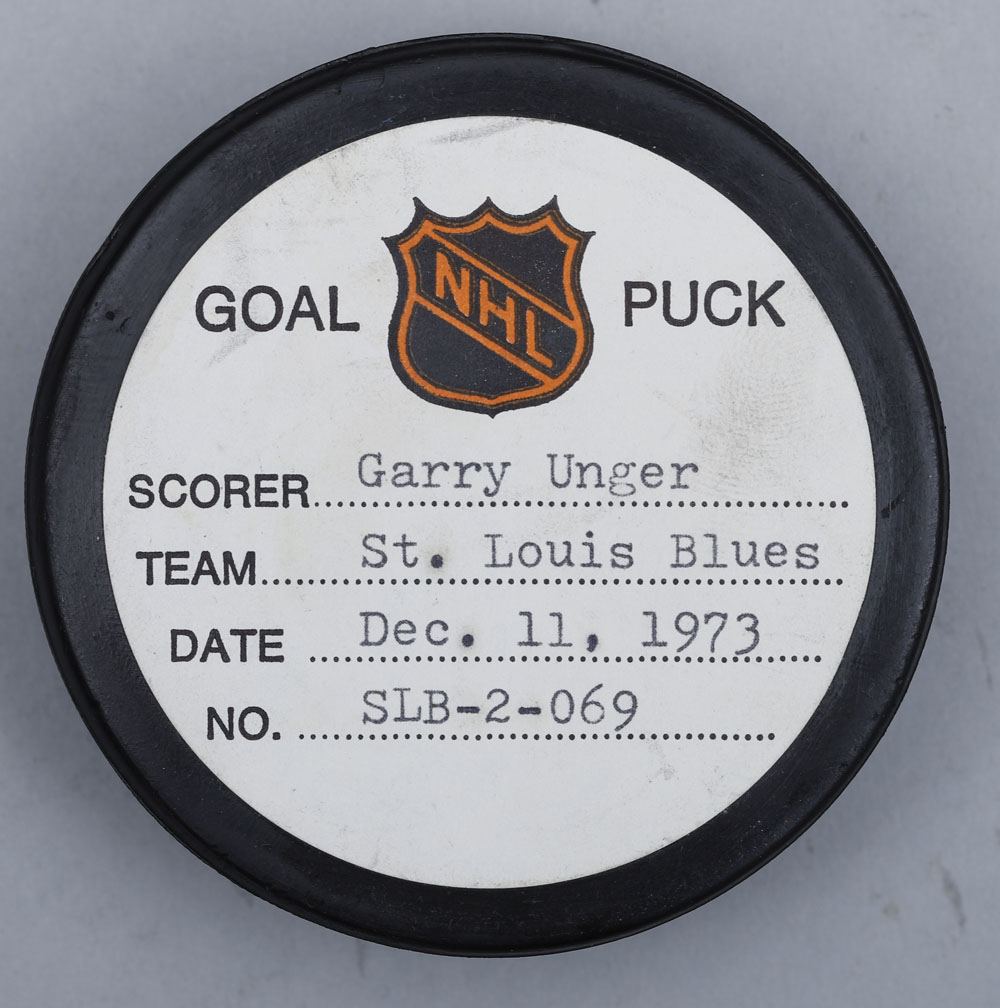 GOAL NHL PUCK
SCORER Garry Unger
TEAM St. Louis Blues
DATE Dec. 11, 1973
NO. SLB-2-069